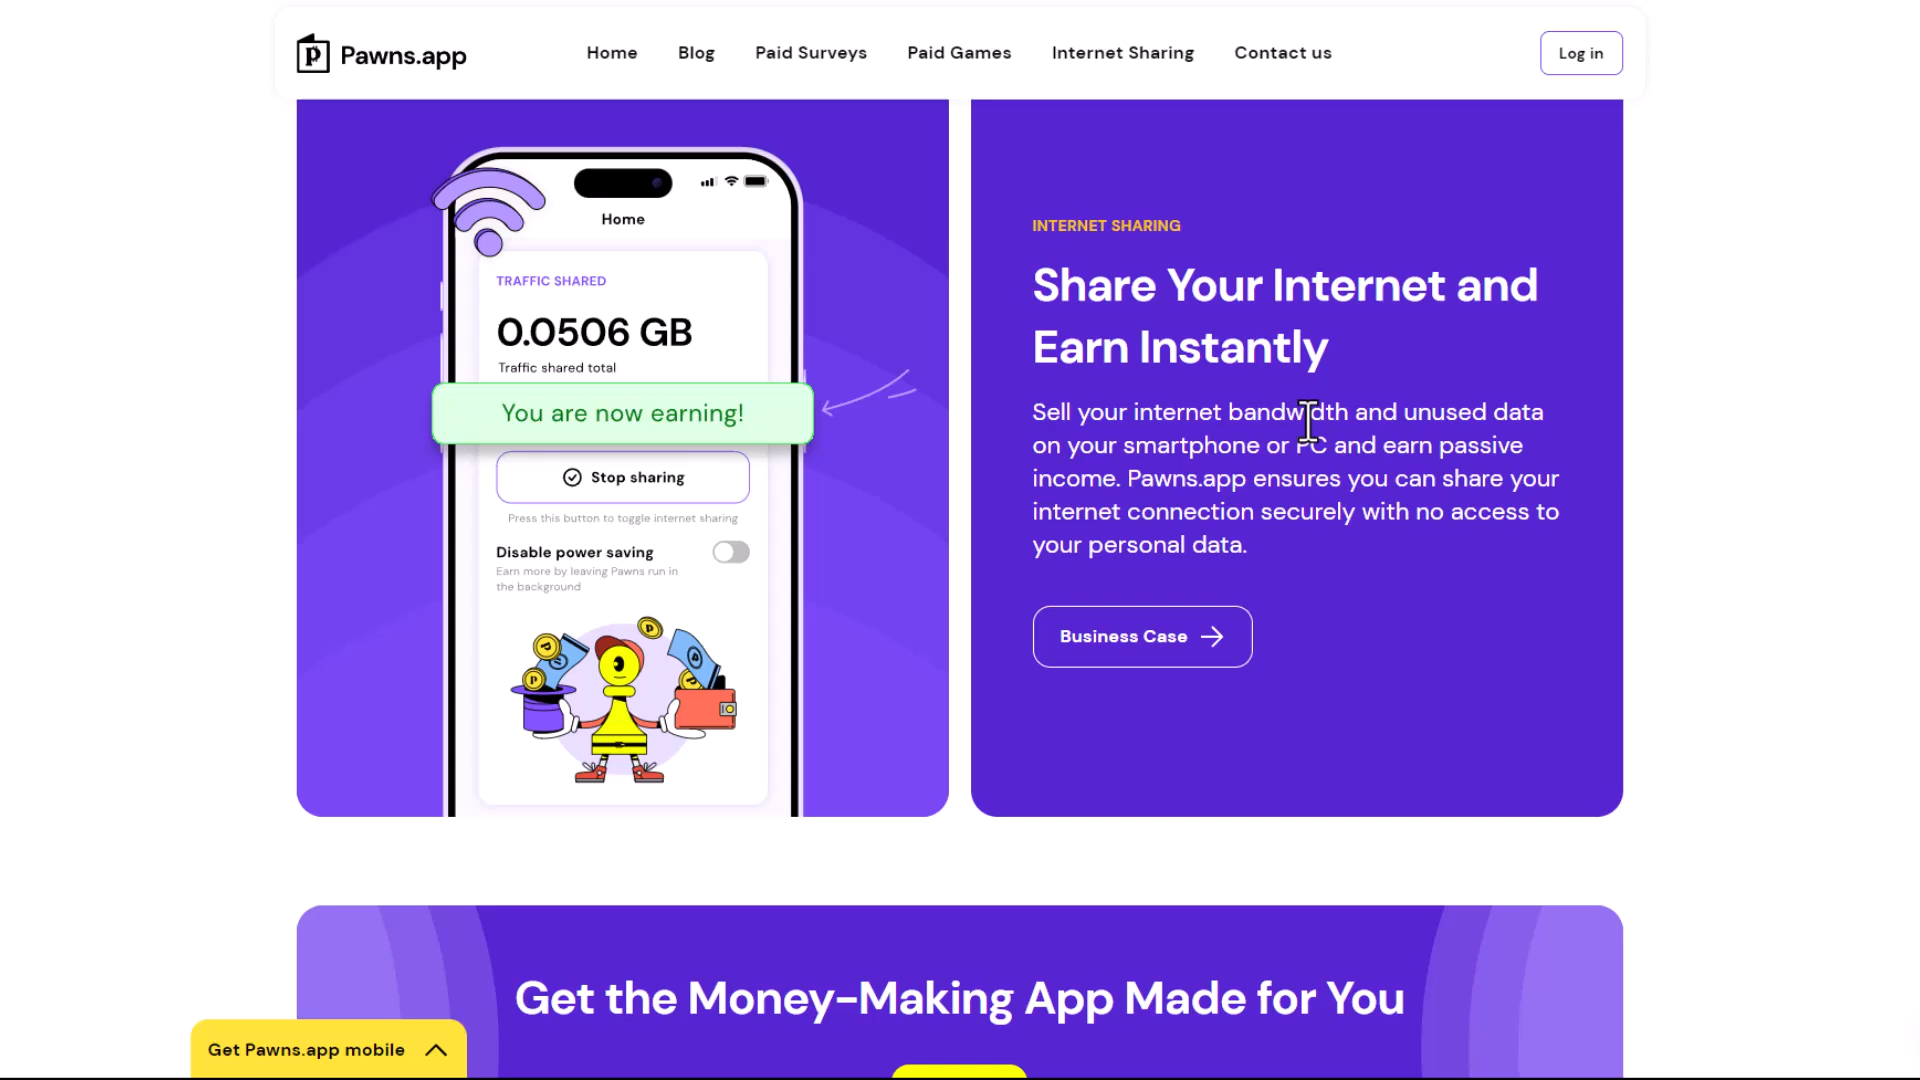 Pawns.app
Home
Blog
Paid Surveys
Paid Games
Internet Sharing
Contact us
Log in
Home
TRAFFIC SHARED
0.0506 GB
Traffic shared total
You are now earning!
Stop sharing
Press this button to toggle internet sharing
Disable power saving
Earn more by leaving Pawns run in
the background
INTERNET SHARING
Share Your Internet and
Earn Instantly
Sell your internet bandwidth and unused data
on your smartphone or PC and earn passive
income. Pawns.app ensures you can share your
internet connection securely with no access to
your personal data.
Business Case
Get the Money-Making App Made for You
Get Pawns.app mobile